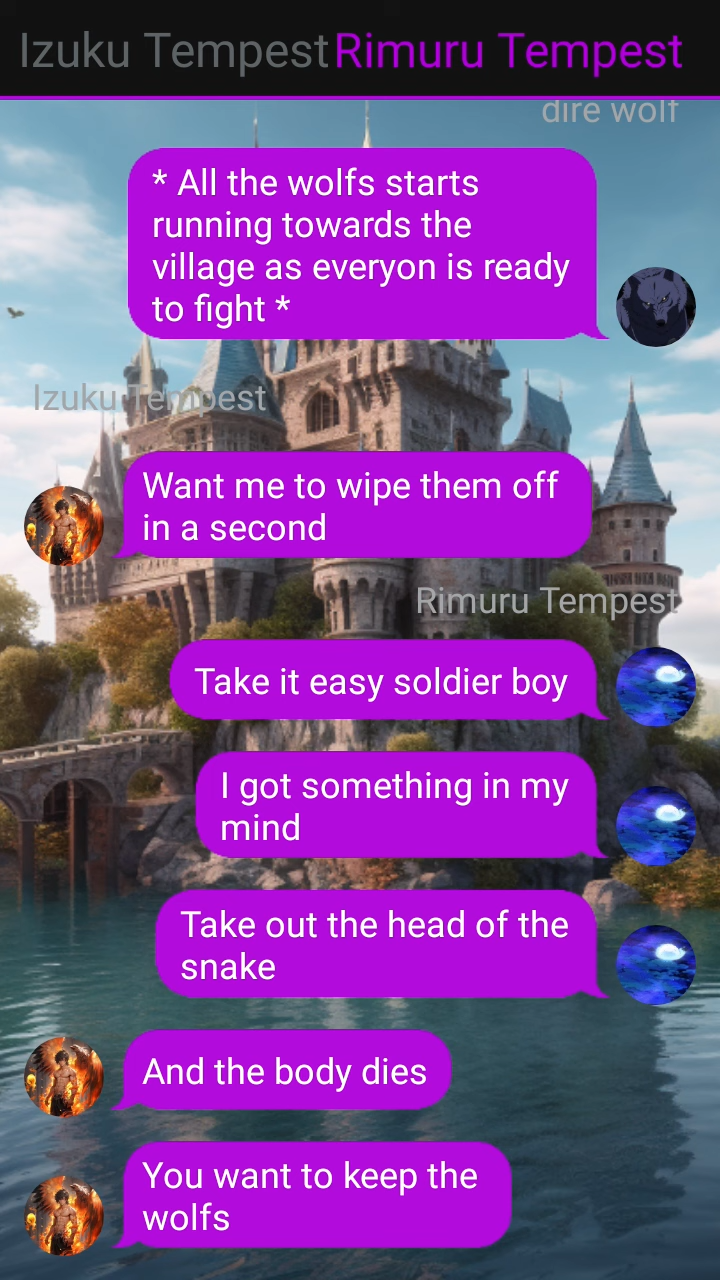 Izuku Tempest Rimuru Tempest
dire wolf
* All the wolfs starts
running towards the
village as everyon is ready
to fight *
Izuku Tempest
Want me to wipe them off
in a second
Rimuru Tempest
Take it easy soldier boy
I got something in my
mind
Take out the head of the
snake
And the body dies
You want to keep the
wolfs